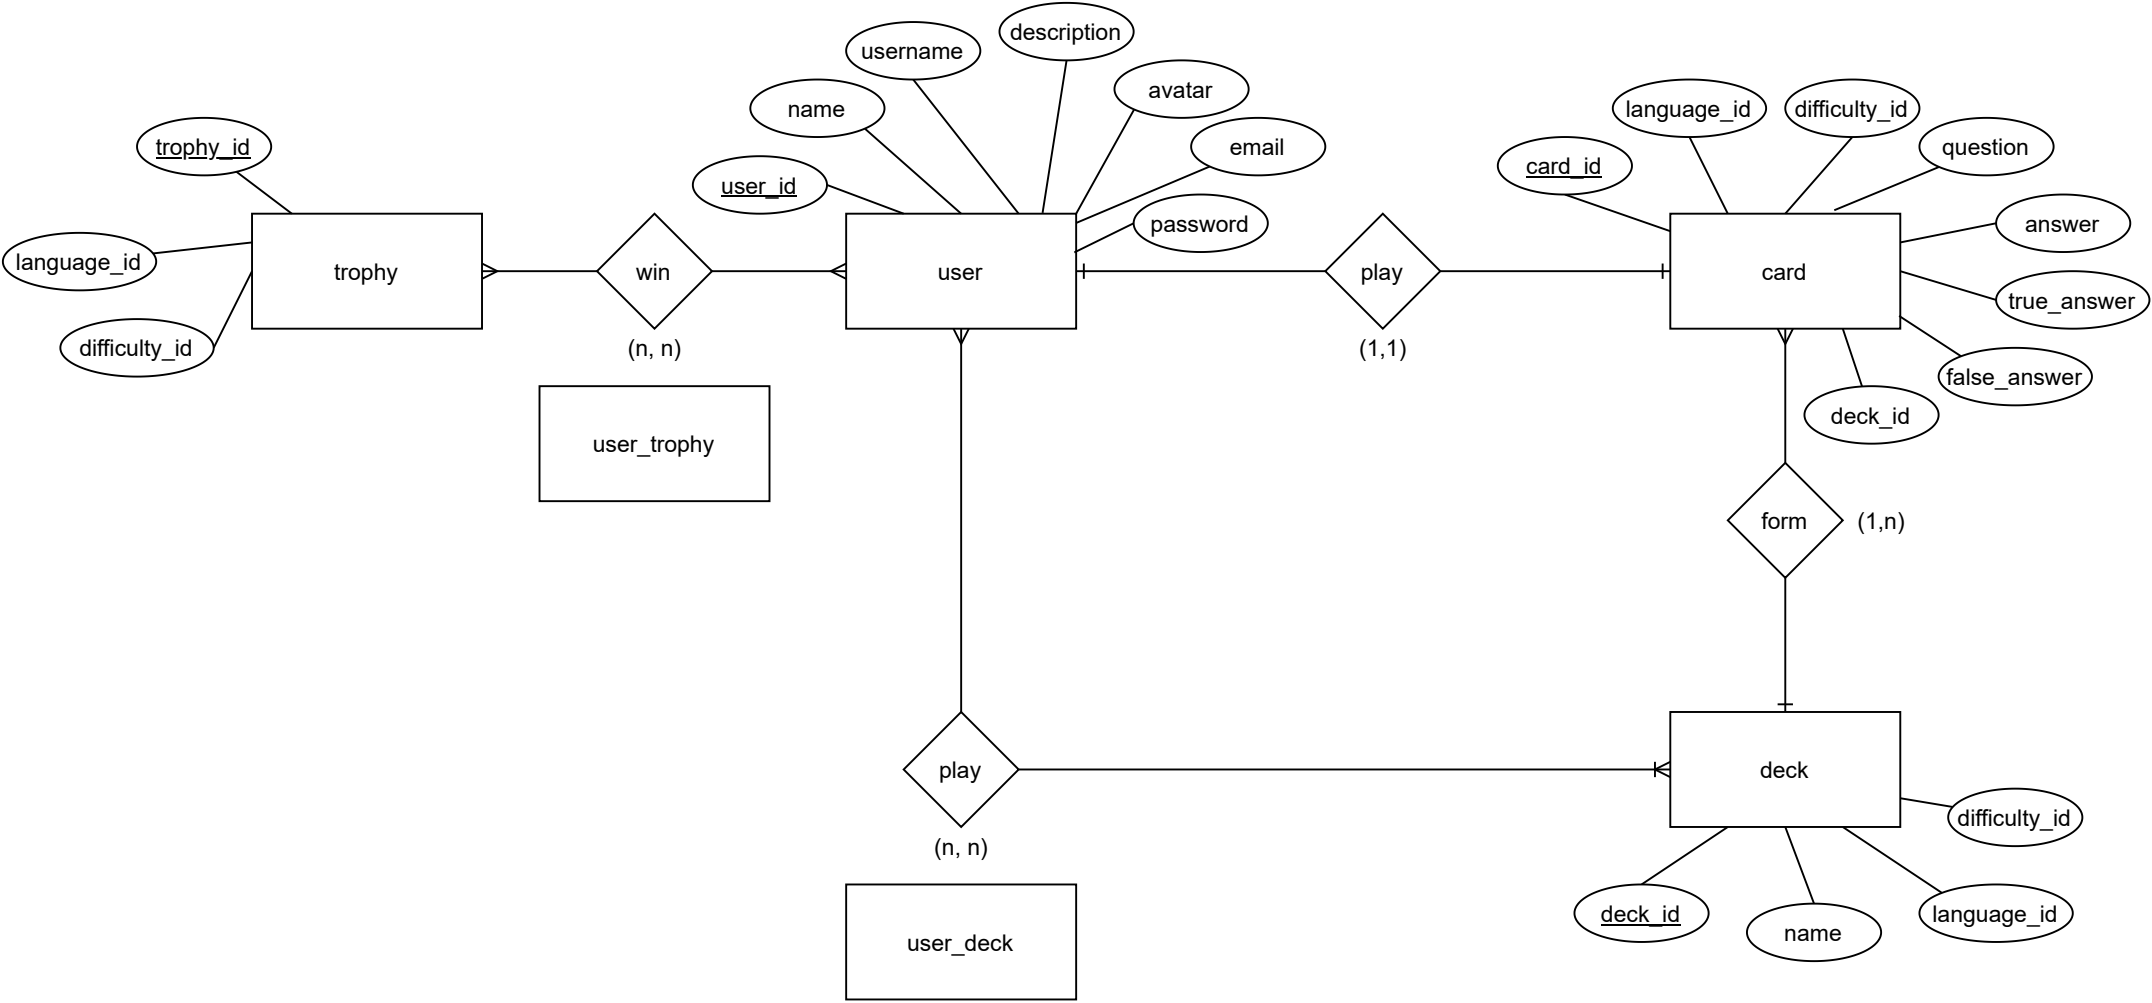 description
username
avatar
name
language_id
difficulty_id
trophy_id
email
question
card_id
user_id
password
answer
language_id
trophy
win
user
play
card
true_answer
difficulty_id
(n, n)
(1,1)
false_answer
deck_id
user_trophy
form
(1,n)
play
deck
difficulty_id
(n, n)
deck_id
name
language_id
user_deck